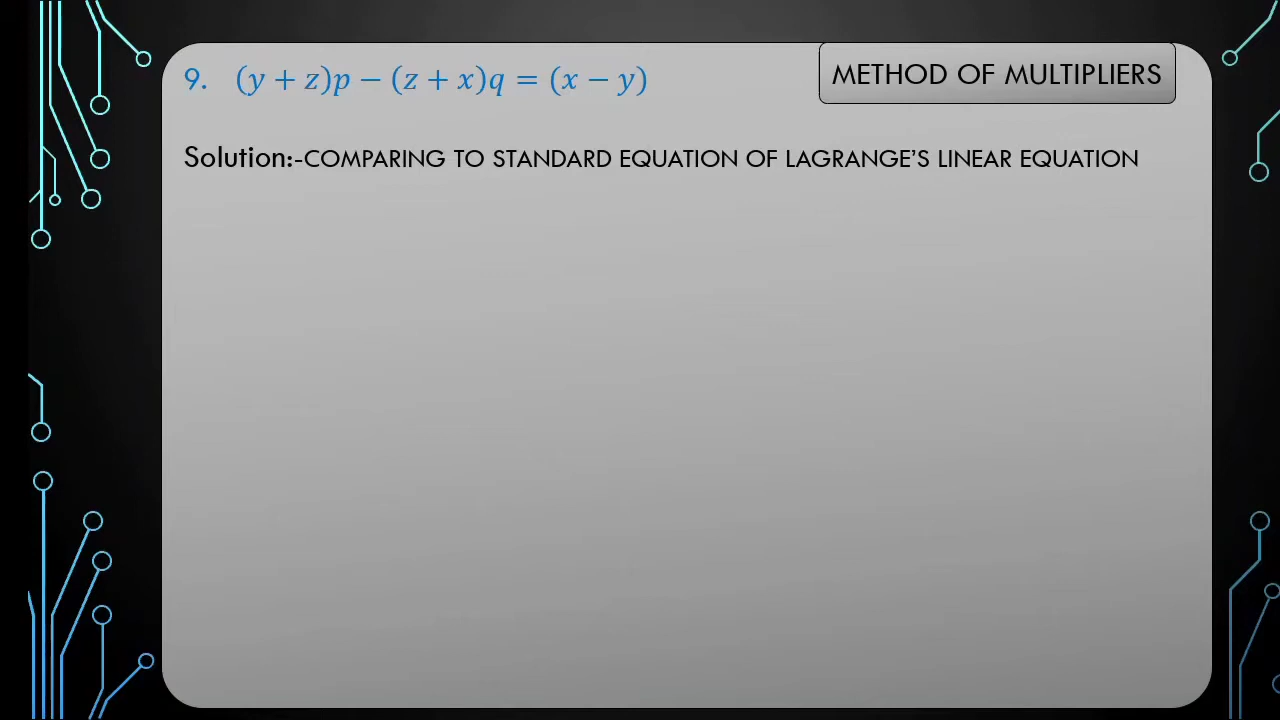 9. (y + z)p − (z + x)q = (x − y)
METHOD OF MULTIPLIERS
Solution:-COMPARING TO STANDARD EQUATION OF LAGRANGE’S LINEAR EQUATION